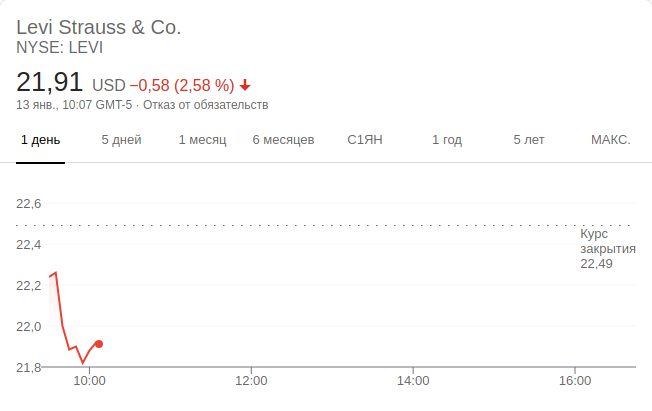 Levi Strauss & Co.
NYSE: LEVI
21,91 USD −0,58 (2,58 %)
13 янв., 10:07 GMT-5 · Отказ от обязательств
1 день 5 дней 1 месяц 6 месяцев С1ЯН 1 год 5 лет МАКС.
22,6
Курс
закрытия
22,49
22,4
22,2
22,0
21,8
10:00 12:00 14:00 16:00